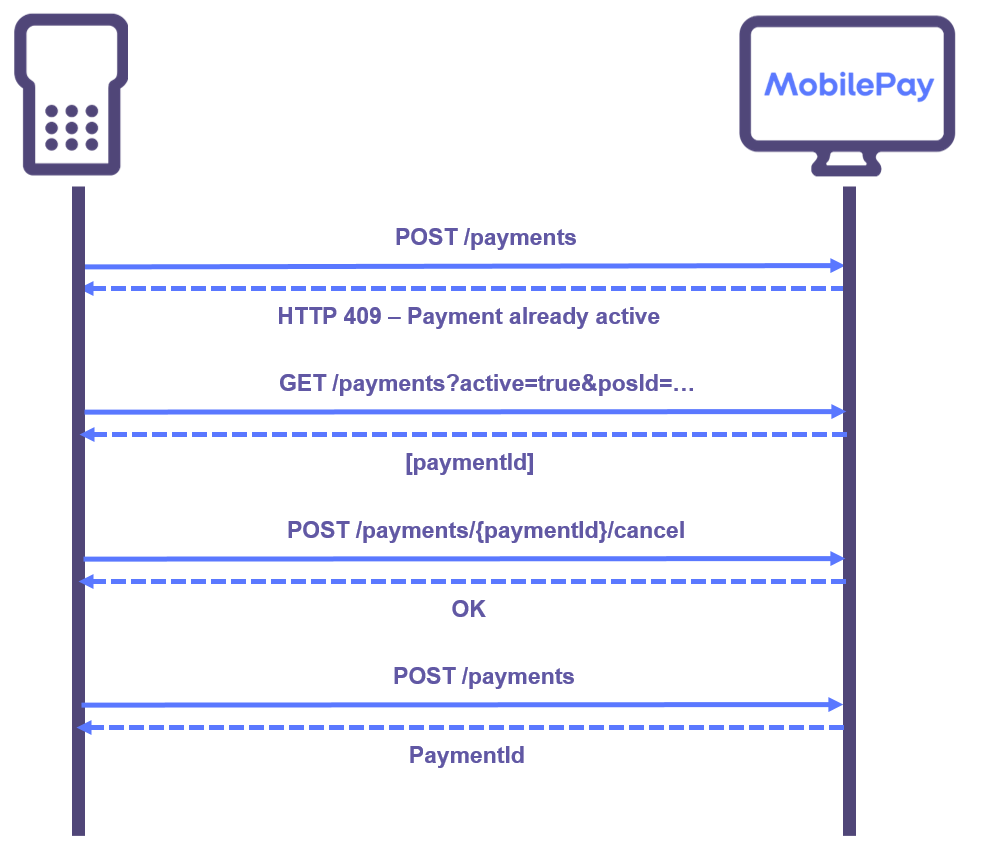 MobilePay
POST /payments
HTTP 409 – Payment already active
GET /payments?active=true&posId=…
[paymentId]
POST /payments/{paymentId}/cancel
OK
POST /payments
PaymentId